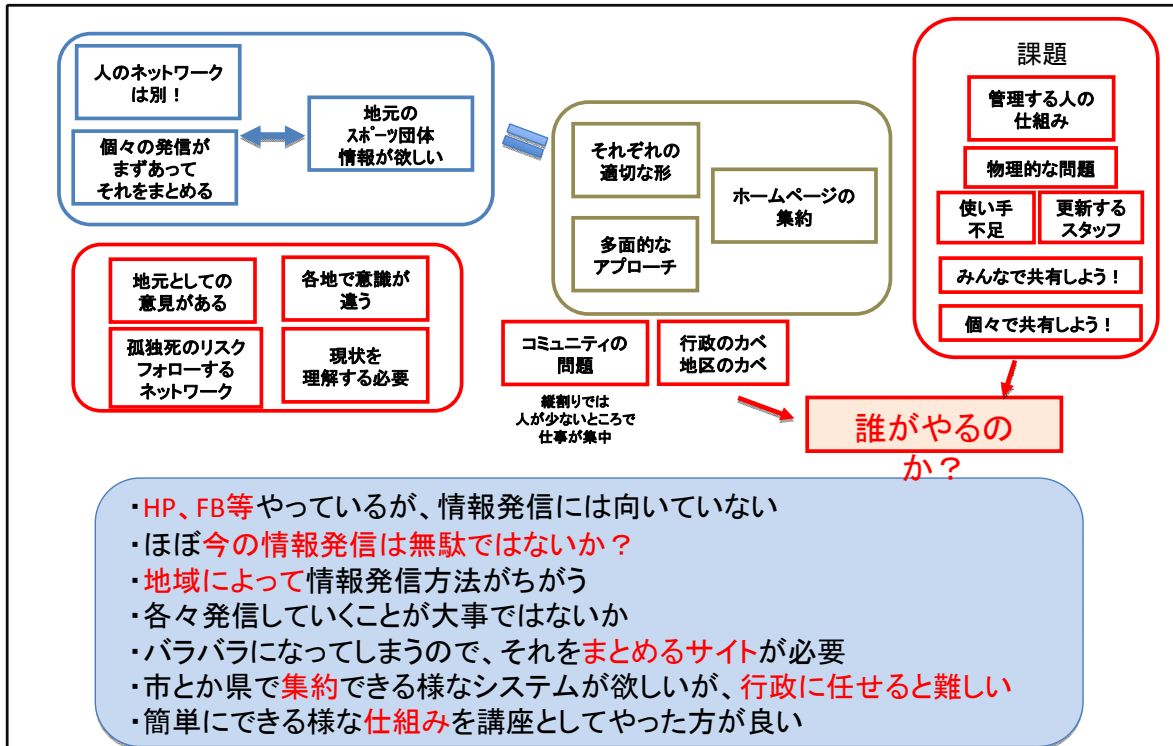 人のネットワーク
は別！
個々の発信が
まずあって
それをまとめる
地元の
スポーツ団体
情報が欲しい
それぞれの
適切な形
多面的な
アプローチ
ホームページの
集約
課題
管理する人の
仕組み
物理的な問題
使い手
不足
更新する
スタッフ
みんなで共有しよう！
個々で共有しよう！
地元としての
意見がある
各地で意識が
違う
孤独死のリスク
フォローする
ネットワーク
現状を
理解する必要
コミュニティの
問題
行政のカベ
地区のカベ
縦割りでは
人が少ないところで
仕事が集中
誰がやるの
か？
・HP、FB等やっているが、情報発信には向いていない
・ほぼ今の情報発信は無駄ではないか？
・地域によって情報発信方法がちがう
・各々発信していくことが大事ではないか
・バラバラになってしまうので、それをまとめるサイトが必要
・市とか県で集約できる様なシステムが欲しいが、行政に任せると難しい
・簡単にできる様な仕組みを講座としてやった方が良い